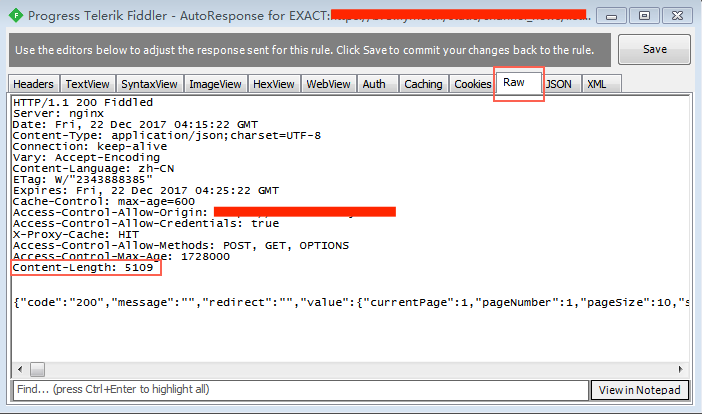 Progress Telerik Fiddler - AutoResponse for EXACT:
Use the editors below to adjust the response sent for this rule. Click Save to commit your changes back to the rule.
Save
Headers TextView SyntaxView ImageView HexView WebView Auth Caching Cookies Raw JSON XML
HTTP/1.1 200 Fiddled
Server: nginx
Date: Fri, 22 Dec 2017 04:15:22 GMT
Content-Type: application/json;charset=UTF-8
Connection: keep-alive
Vary: Accept-Encoding
Content-Language: zh-CN
ETag: W/"2343888385"
Expires: Fri, 22 Dec 2017 04:25:22 GMT
Cache-Control: max-age=600
Access-Control-Allow-Origin:
Access-Control-Allow-Credentials: true
X-Proxy-Cache: HIT
Access-Control-Allow-Methods: POST, GET, OPTIONS
Access-Control-Max-Age: 1728000
Content-Length: 5109
{"code":"200","message":"","redirect":"","value":{"currentPage":1,"pageNumber":1,"pageSize":10,"s
Find... (press Ctrl+Enter to highlight all)
View in Notepad